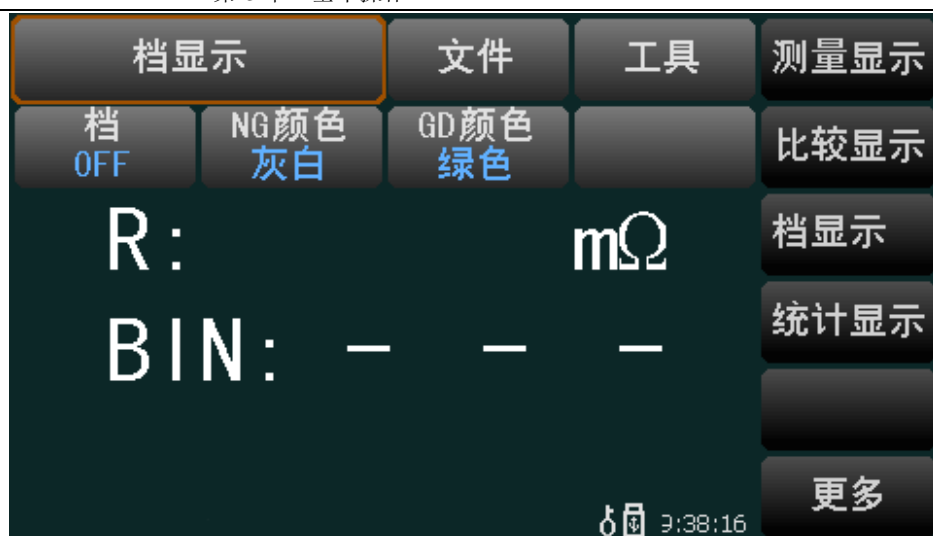 档显示 文件 工具 测量显示
档 NG颜色 GD颜色
OFF 灰白 绿色 比较显示
R: mΩ 档显示
BIN: - - - 统计显示
更多
9:38:16